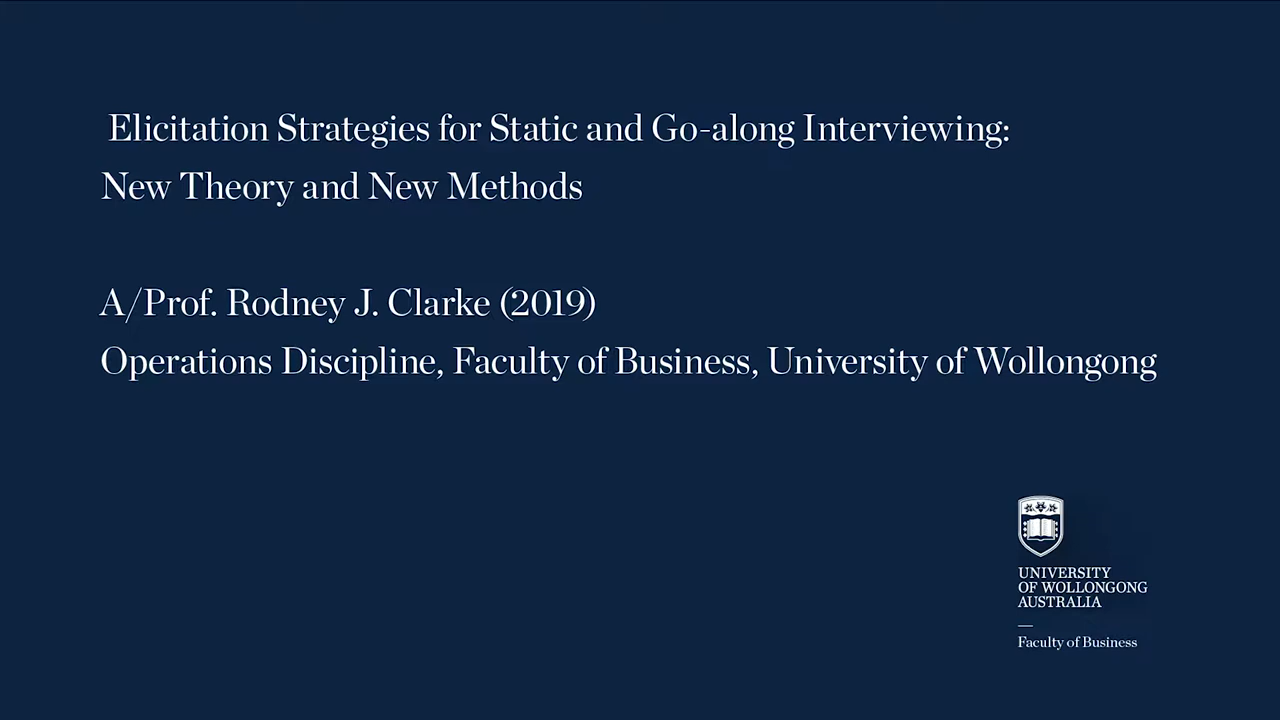 Elicitation Strategies for Static and Go-along Interviewing:
New Theory and New Methods
A/Prof. Rodney J. Clarke (2019)
Operations Discipline, Faculty of Business, University of Wollongong
UNIVERSITY
OF WOLLONGONG
AUSTRALIA
Faculty of Business